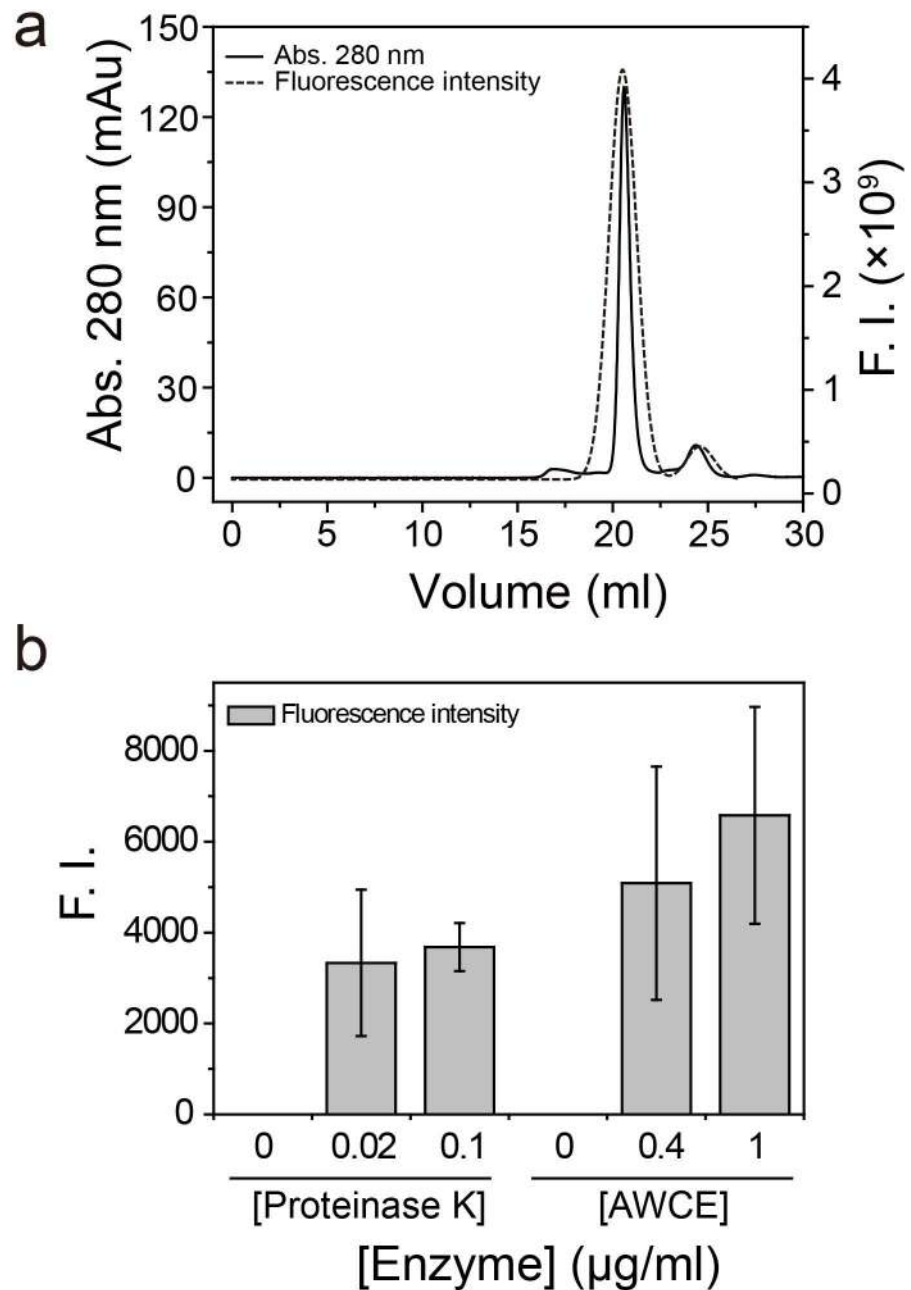 a
Abs. 280 nm
Fluorescence intensity
150
120
90
60
30
0
Abs. 280 nm (mAu)
4
3
2
1
0
F. I. (×10⁹)
0 5 10 15 20 25 30
Volume (ml)
b
Fluorescence intensity
8000
6000
4000
2000
0
F. I.
0 0.02 0.1 0 0.4 1
[Proteinase K] [AWCE]
[Enzyme] (µg/ml)